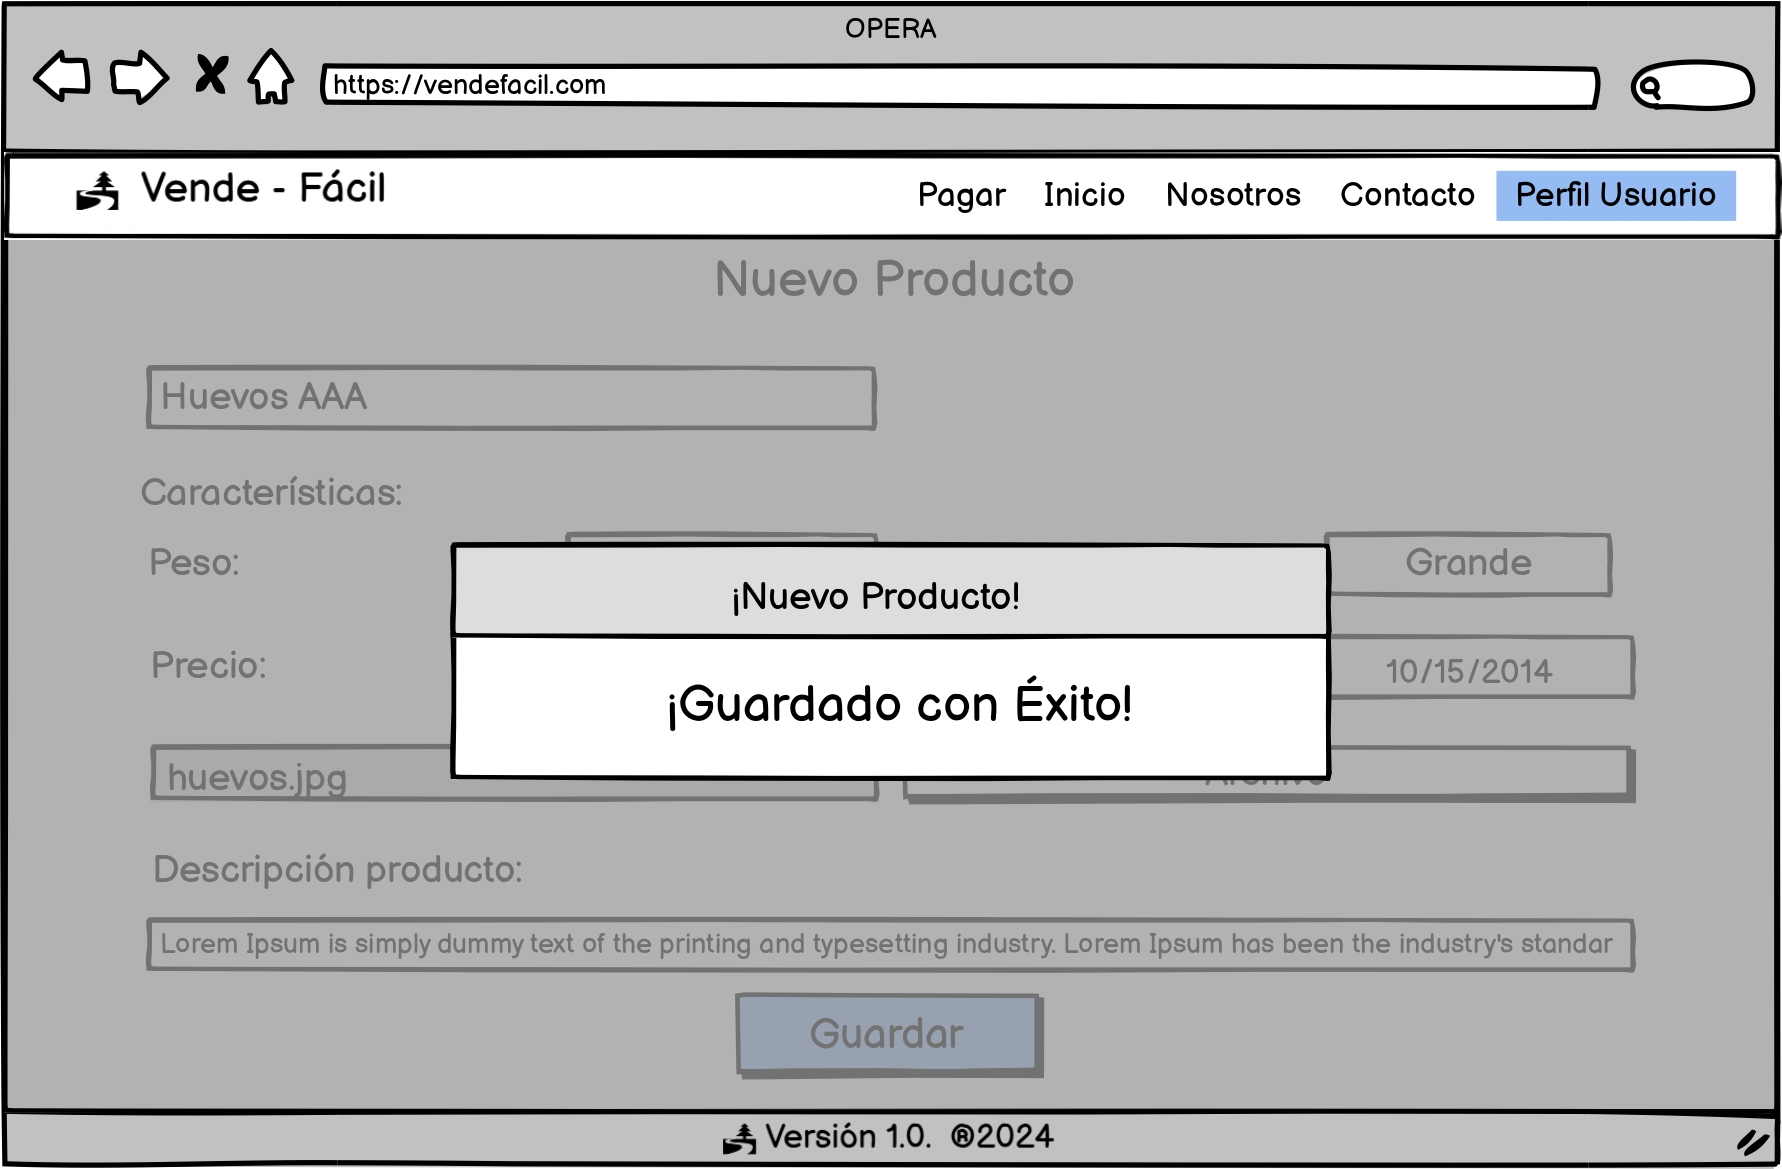 OPERA
https://vendefacil.com
Vende - Fácil
Pagar Inicio Nosotros Contacto Perfil Usuario
Nuevo Producto
Huevos AAA
Características:
Peso:
Grande
¡Nuevo Producto!
Precio:
10/15/2014
¡Guardado con Éxito!
huevos.jpg
Descripción producto:
Lorem Ipsum is simply dummy text of the printing and typesetting industry. Lorem Ipsum has been the industry's standar
Guardar
Versión 1.0. ®2024